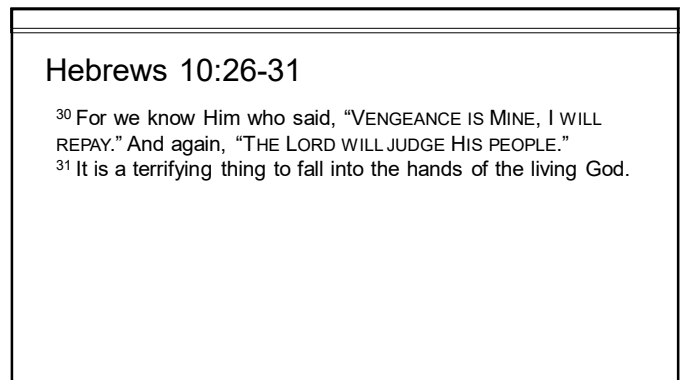 Hebrews 10:26-31
30 For we know Him who said, “VENGEANCE IS MINE, I WILL
REPAY.” And again, “THE LORD WILL JUDGE HIS PEOPLE.”
31 It is a terrifying thing to fall into the hands of the living God.